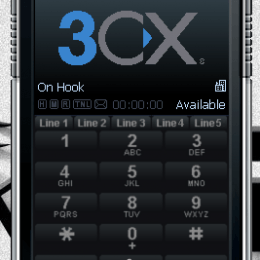 3CX
On Hook
H M R TNL 00:00:00 Available
Line 1 Line 2 Line 3 Line 4 Line 5
1 2 3
ABC DEF
4 5 6
GHI JKL MNO
7 8 9
PQRS TUV WXYZ
* 0 #
+